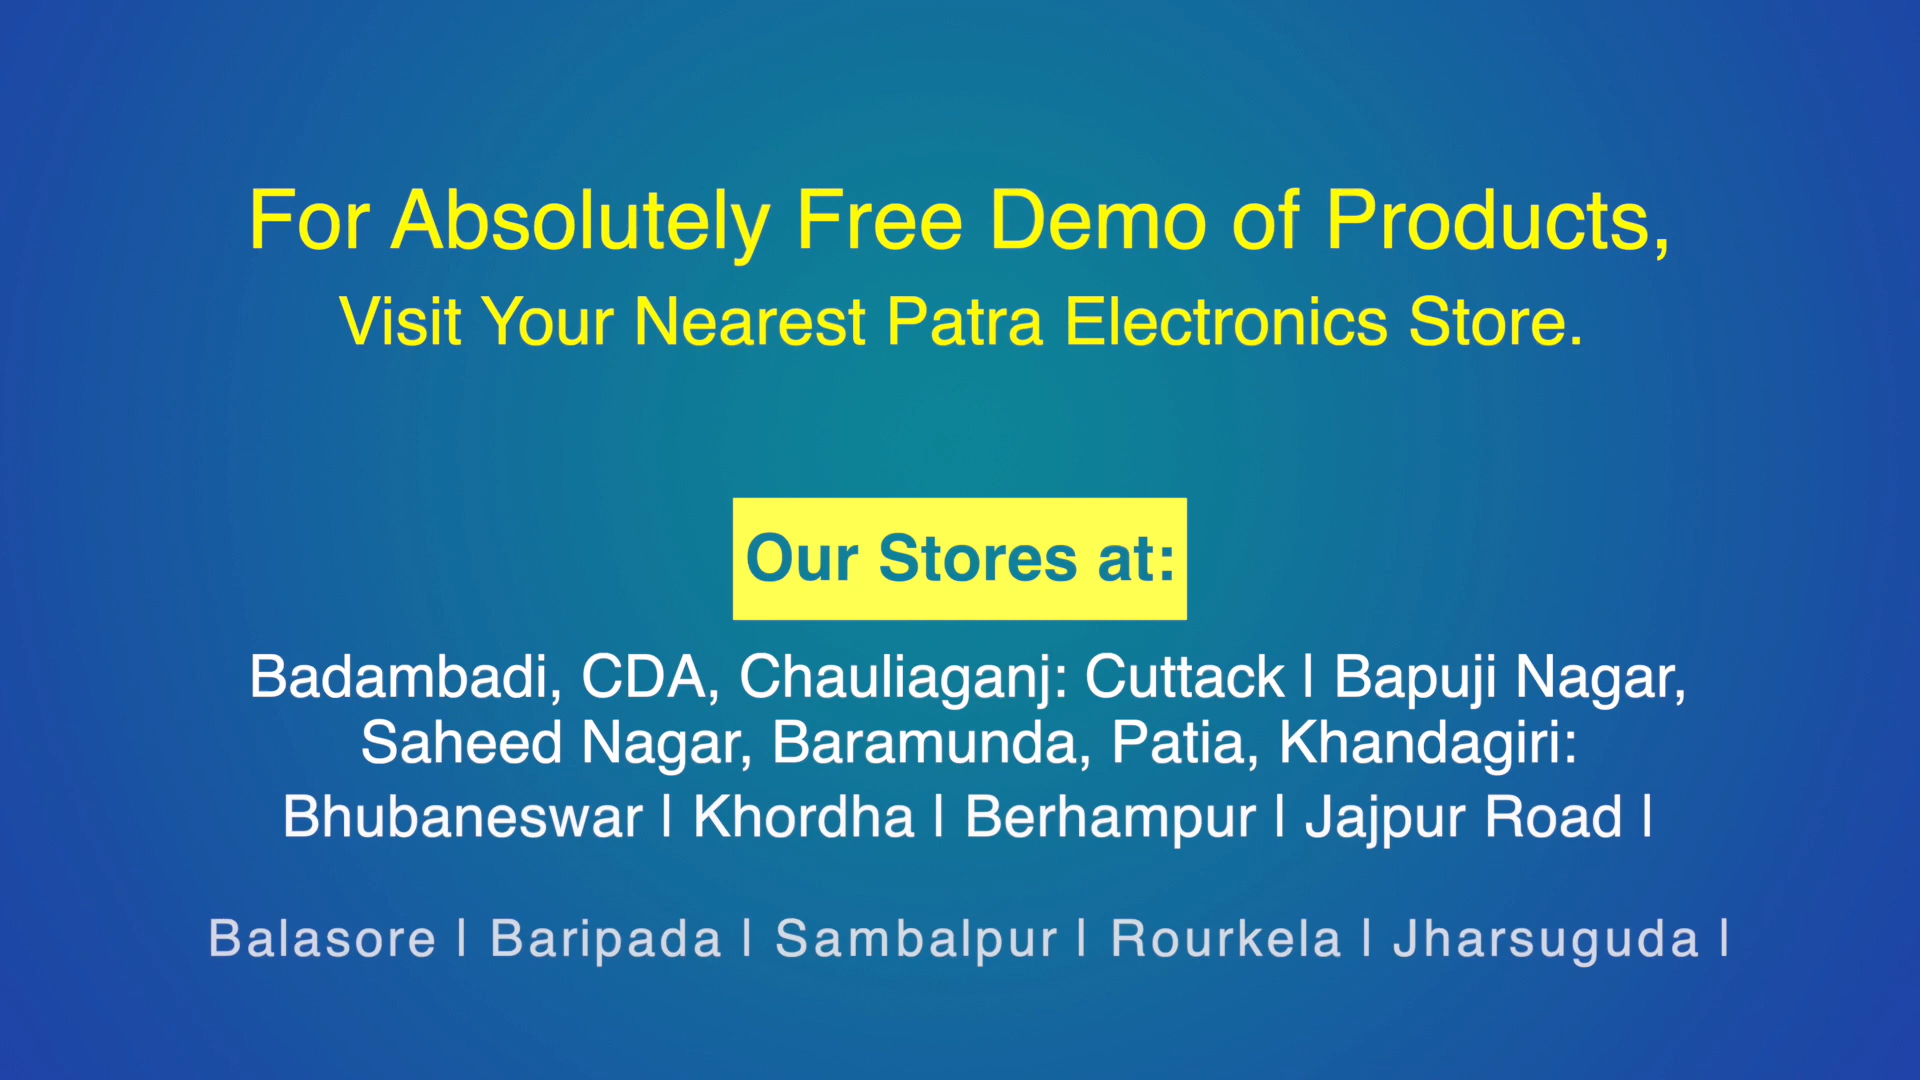 For Absolutely Free Demo of Products,
Visit Your Nearest Patra Electronics Store.
Our Stores at:
Badambadi, CDA, Chauliaganj: Cuttack | Bapuji Nagar,
Saheed Nagar, Baramunda, Patia, Khandagiri:
Bhubaneswar | Khordha | Berhampur | Jajpur Road |
Balasore | Baripada | Sambalpur | Rourkela | Jharsuguda |